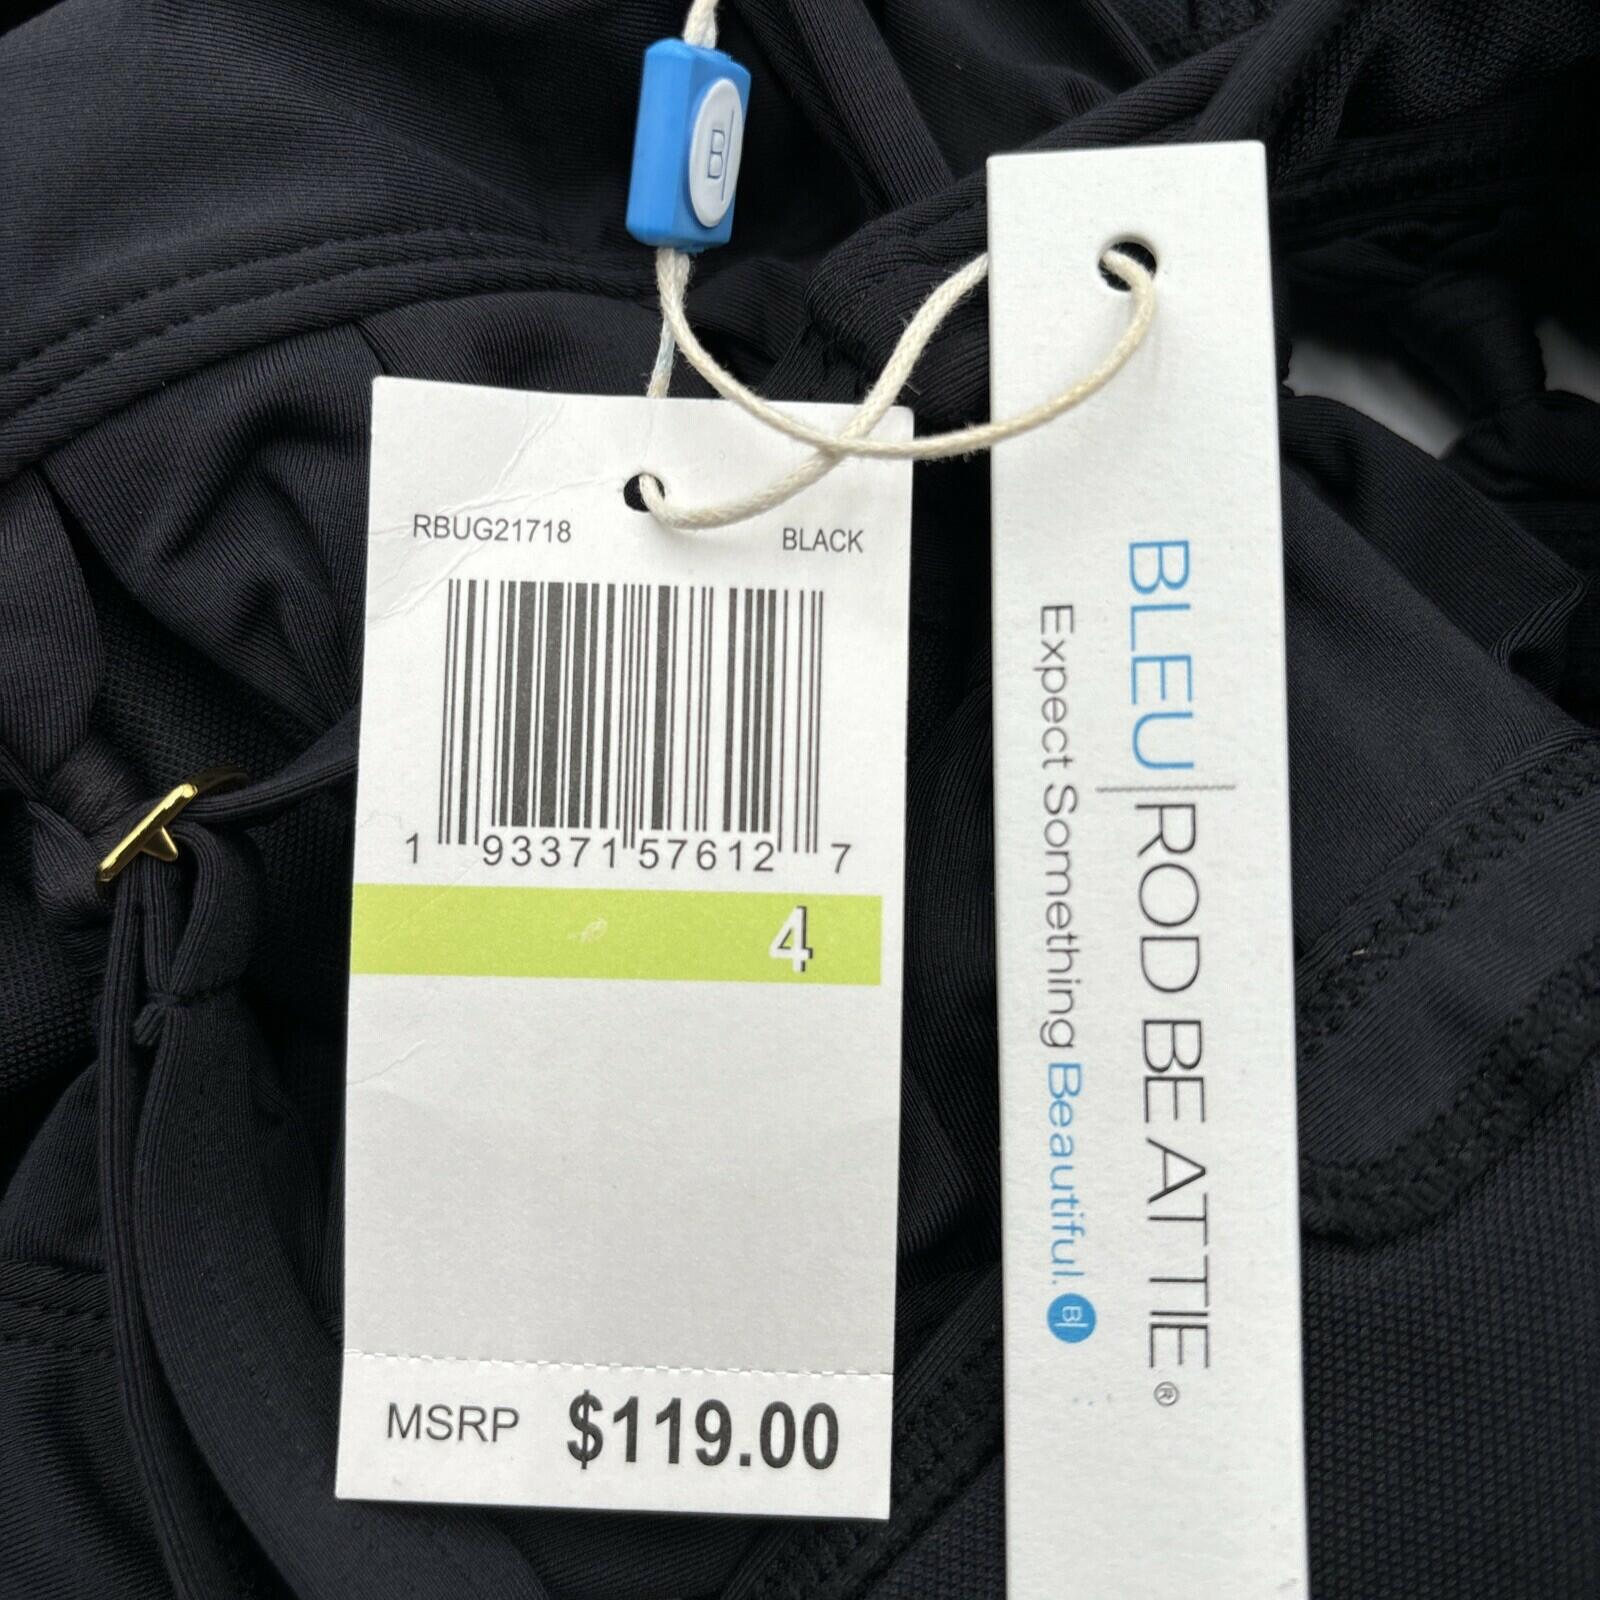 B|
RBUG21718 BLACK
1 93371 57612 7
4
MSRP $119.00
BLEU|ROD BEATTIE®
Expect Something Beautiful. B|